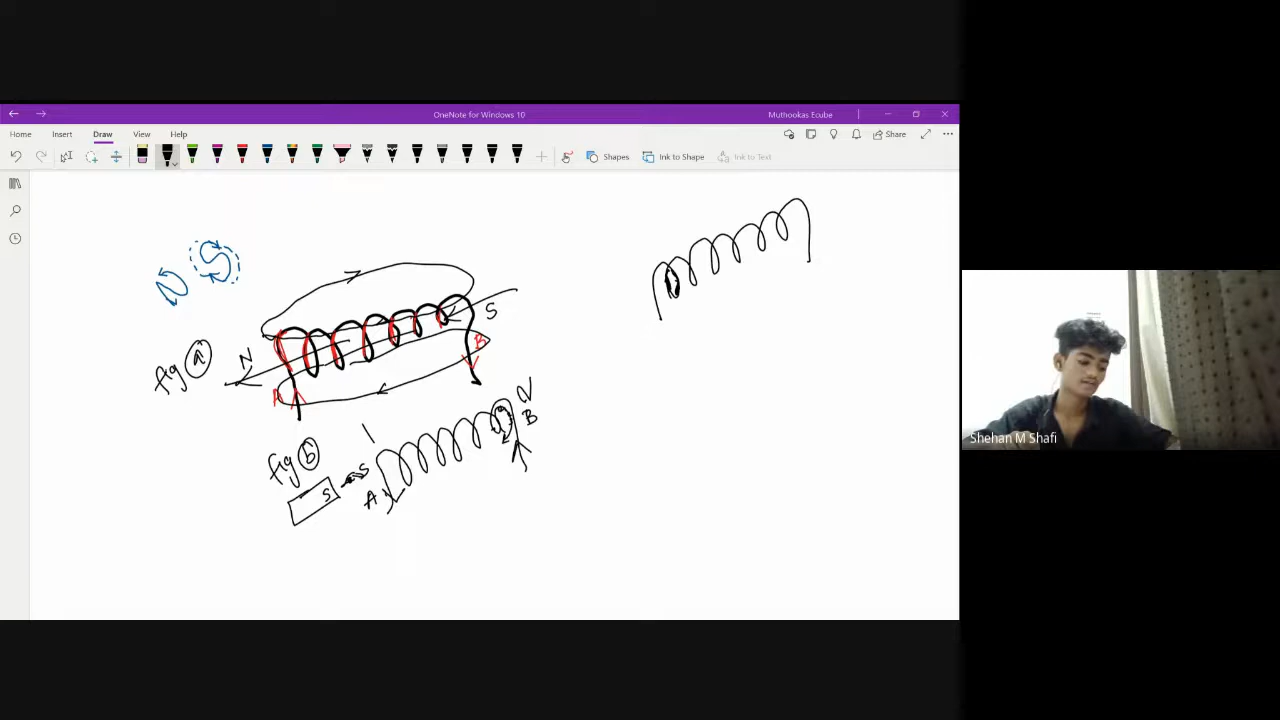 OneNote for Windows 10
Muthookas Ecube
Home
Insert
Draw
View
Help
Share
Shapes
Ink to Shape
Ink to Text
N S
fig a
N
S
A
B
fig b
S
S
A
N
B
Shehan M Shafi